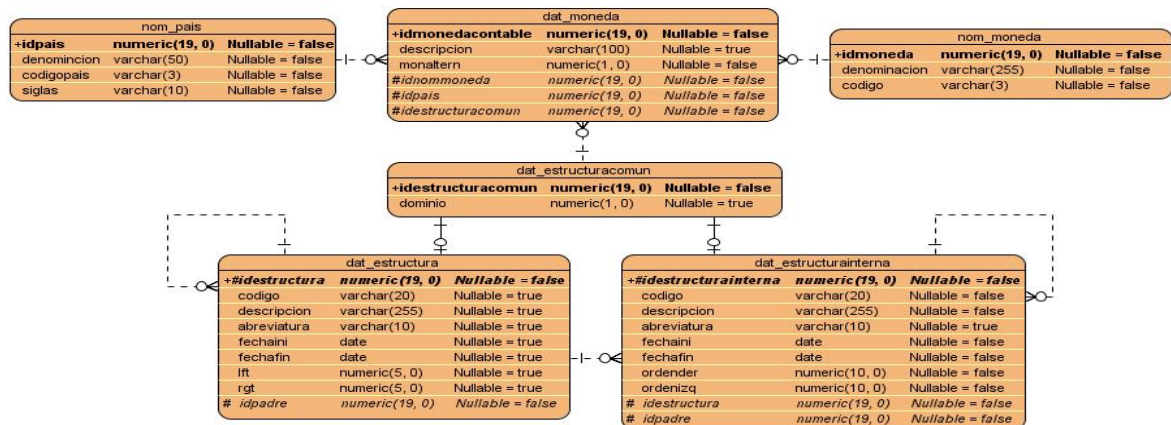 nom_pais
+idpais numeric(19, 0) Nullable = false
denomincion varchar(50) Nullable = false
codigopais varchar(3) Nullable = false
siglas varchar(10) Nullable = false
dat_moneda
+idmonedacontable numeric(19, 0) Nullable = false
descripcion varchar(100) Nullable = true
monaltern numeric(1, 0) Nullable = false
#idnommoneda numeric(19, 0) Nullable = false
#idpais numeric(19, 0) Nullable = false
#idestructuracomun numeric(19, 0) Nullable = false
nom_moneda
+idmoneda numeric(19, 0) Nullable = false
denominacion varchar(255) Nullable = false
codigo varchar(3) Nullable = false
dat_estructuracomun
+idestructuracomun numeric(19, 0) Nullable = false
dominio numeric(1, 0) Nullable = true
dat_estructura
+#idestructura numeric(19, 0) Nullable = false
codigo varchar(20) Nullable = true
descripcion varchar(255) Nullable = true
abreviatura varchar(10) Nullable = true
fechaini date Nullable = true
fechafin date Nullable = true
lft numeric(5, 0) Nullable = true
rgt numeric(5, 0) Nullable = true
# idpadre numeric(19, 0) Nullable = false
dat_estructurainterna
+#idestructurainterna numeric(19, 0) Nullable = false
codigo varchar(20) Nullable = false
descripcion varchar(255) Nullable = false
abreviatura varchar(10) Nullable = true
fechaini date Nullable = false
fechafin date Nullable = false
ordender numeric(10, 0) Nullable = false
ordenizq numeric(10, 0) Nullable = false
# idestructura numeric(19, 0) Nullable = false
# idpadre numeric(19, 0) Nullable = false